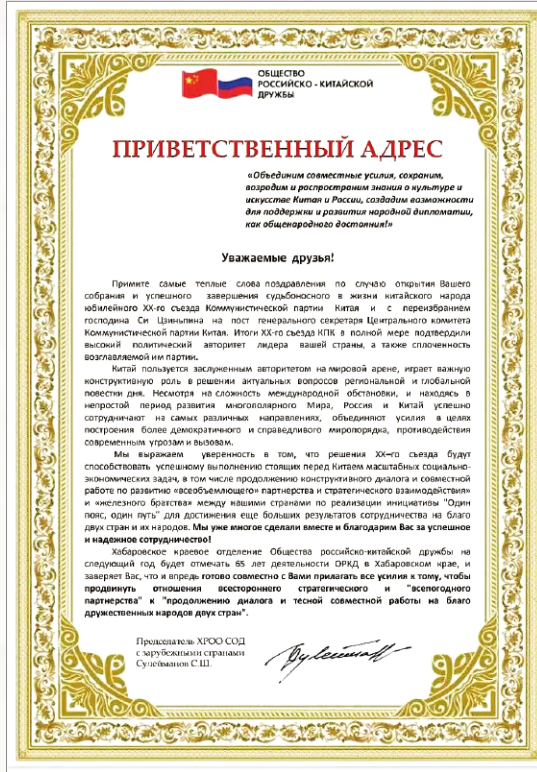 ОБЩЕСТВО
РОССИЙСКО - КИТАЙСКОЙ
ДРУЖБЫ
ПРИВЕТСТВЕННЫЙ АДРЕС
«Объединим совместные усилия, сохраним,
возродим и распространим знания о культуре и
искусстве Китая и России, создадим возможности
для поддержки и развития народной дипломатии,
как общенародного достояния!»
Уважаемые друзья!
Примите самые теплые слова поздравления по случаю открытия Вашего
собрания и успешного завершения судьбоносного в жизни китайского народа
юбилейного XX-го съезда Коммунистической партии Китая и с переизбранием
господина Си Цзиньпина на пост генерального секретаря Центрального комитета
Коммунистической партии Китая. Итоги XX-го съезда КПК в полной мере подтвердили
высокий политический авторитет лидера вашей страны, а также сплоченность
возглавляемой им партии.
Китай пользуется заслуженным авторитетом на мировой арене, играет важную
конструктивную роль в решении актуальных вопросов региональной и глобальной
повестки дня. Несмотря на сложность международной обстановки, и находясь в
непростой период развития многополярного Мира, Россия и Китай успешно
сотрудничают на самых различных направлениях, объединяют усилия в целях
построения более демократичного и справедливого миропорядка, противодействия
современным угрозам и вызовам.
Мы выражаем уверенность в том, что решения XX–го съезда будут
способствовать успешному выполнению стоящих перед Китаем масштабных социально-
экономических задач, в том числе продолжению конструктивного диалога и совместной
работе по развитию «всеобъемлющего» партнерства и стратегического взаимодействия»
и «железного братства» между нашими странами по реализации инициативы "Один
пояс, один путь" для достижения еще больших результатов сотрудничества на благо
двух стран и их народов. Мы уже многое сделали вместе и благодарим Вас за успешное
и надежное сотрудничество!
Хабаровское краевое отделение Общества российско-китайской дружбы на
следующий год будет отмечать 65 лет деятельности ОРКД в Хабаровском крае, и
заверяет Вас, что и впредь готово совместно с Вами прилагать все усилия к тому, чтобы
продвинуть отношения всестороннего стратегического и "всепогодного
партнерства" к "продолжению диалога и тесной совместной работы на благо
дружественных народов двух стран".
Председатель ХРОО СОД
с зарубежными странами
Сулейманов С.Ш.